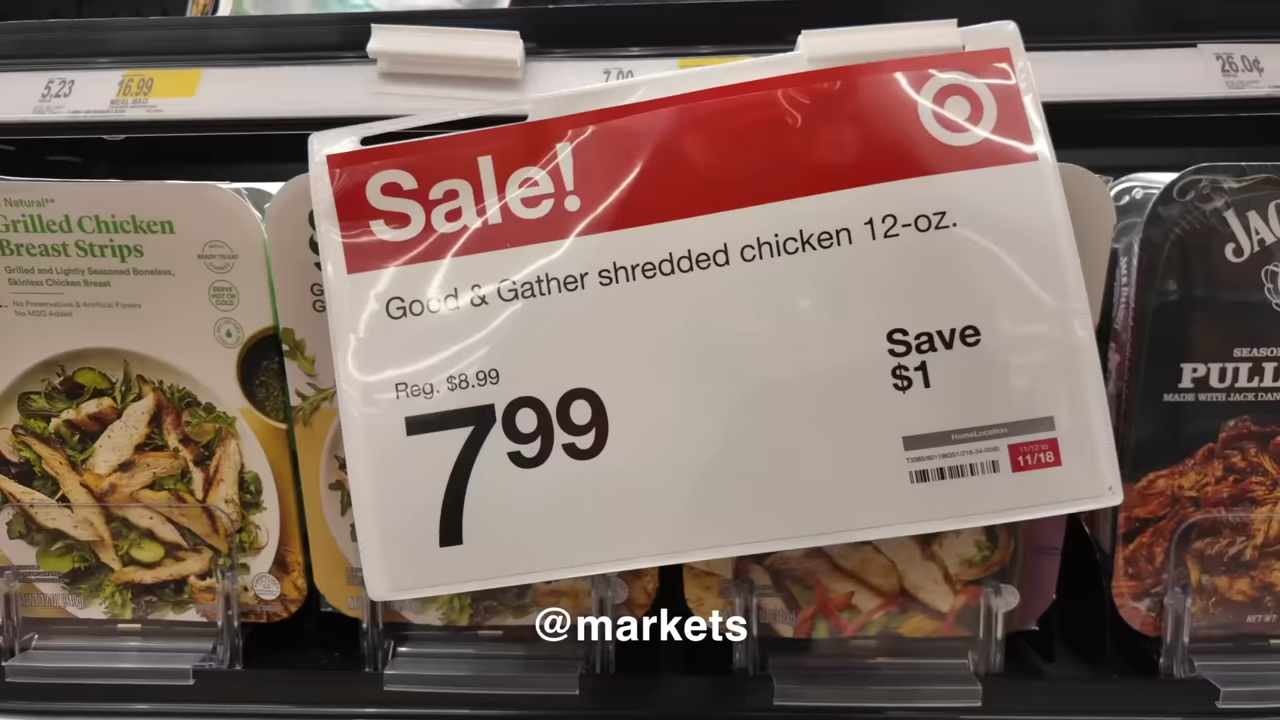 5.23
16.99
MEAL BAG
7.00
26.0¢
Sale!
Good & Gather shredded chicken 12-oz.
Reg. $8.99
7 99
Save
$1
HomeLocation
11/12 to
11/18
Natural**
Grilled Chicken
Breast Strips
Grilled and Lightly Seasoned Boneless,
Skinless Chicken Breast
No Preservatives & Artificial Flavors
No MSG Added
READY TO EAT
SERVE
HOT OR
COLD
JAC
SEASO
PULL
MADE WITH JACK DAN
NET WT
@markets